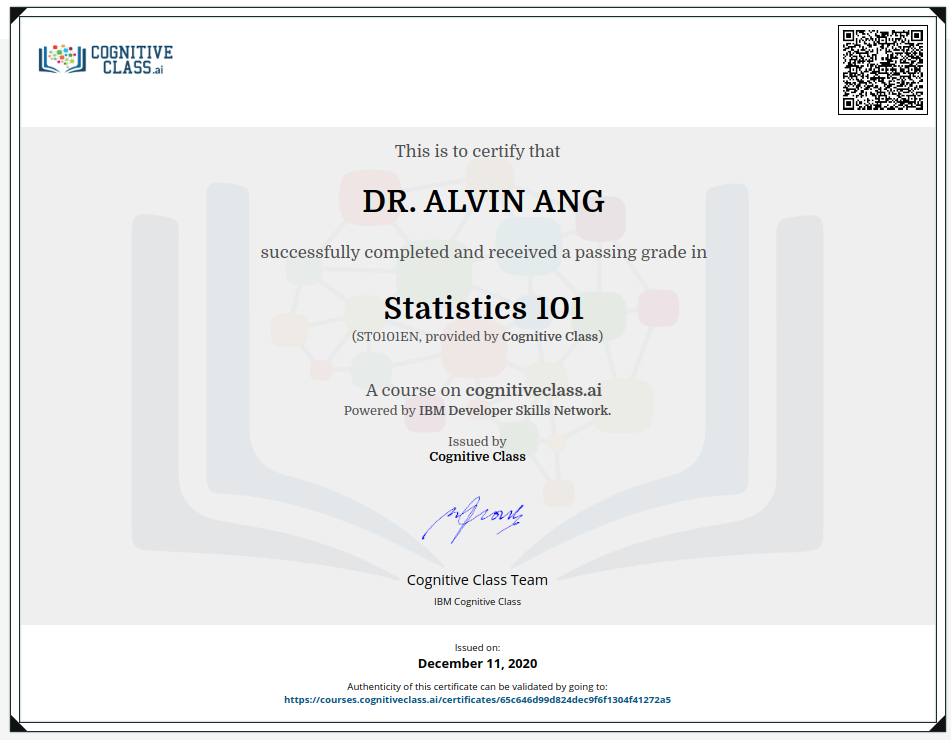 COGNITIVE
CLASS.ai
This is to certify that
DR. ALVIN ANG
successfully completed and received a passing grade in
Statistics 101
(ST0101EN, provided by Cognitive Class)
A course on cognitiveclass.ai
Powered by IBM Developer Skills Network.
Issued by
Cognitive Class
Cognitive Class Team
IBM Cognitive Class
Issued on:
December 11, 2020
Authenticity of this certificate can be validated by going to:
https://courses.cognitiveclass.ai/certificates/65c646d99d824dec9f6f1304f41272a5